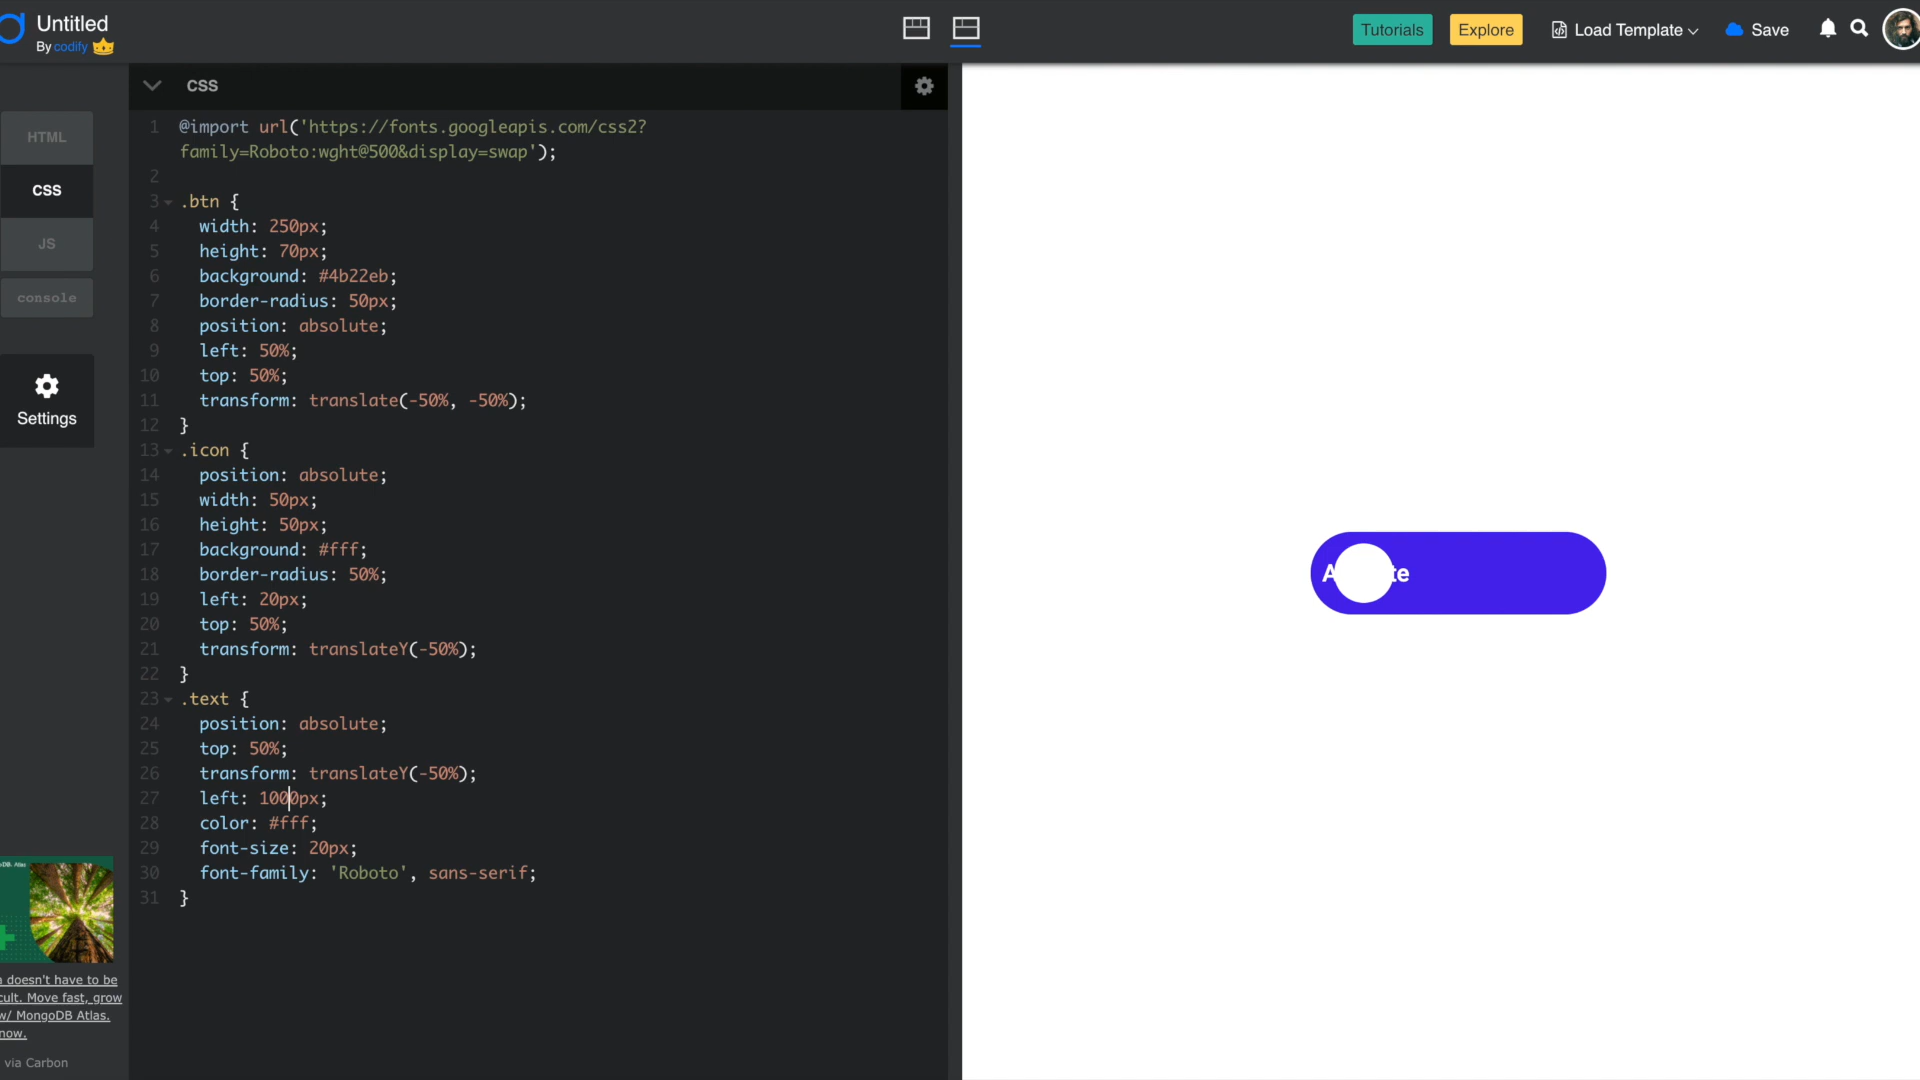 Untitled
By codify
Tutorials
Explore
Load Template
Save
HTML
CSS
JS
console
Settings
CSS
1 @import url('https://fonts.googleapis.com/css2?
family=Roboto:wght@500&display=swap');
2
3 .btn {
4 width: 250px;
5 height: 70px;
6 background: #4b22eb;
7 border-radius: 50px;
8 position: absolute;
9 left: 50%;
10 top: 50%;
11 transform: translate(-50%, -50%);
12 }
13 .icon {
14 position: absolute;
15 width: 50px;
16 height: 50px;
17 background: #fff;
18 border-radius: 50%;
19 left: 20px;
20 top: 50%;
21 transform: translateY(-50%);
22 }
23 .text {
24 position: absolute;
25 top: 50%;
26 transform: translateY(-50%);
27 left: 1000px;
28 color: #fff;
29 font-size: 20px;
30 font-family: 'Roboto', sans-serif;
31 }
doesn't have to be
cult. Move fast, grow
w/ MongoDB Atlas.
now.
via Carbon